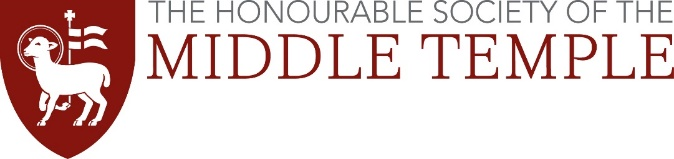 THE HONOURABLE SOCIETY OF THE
MIDDLE TEMPLE